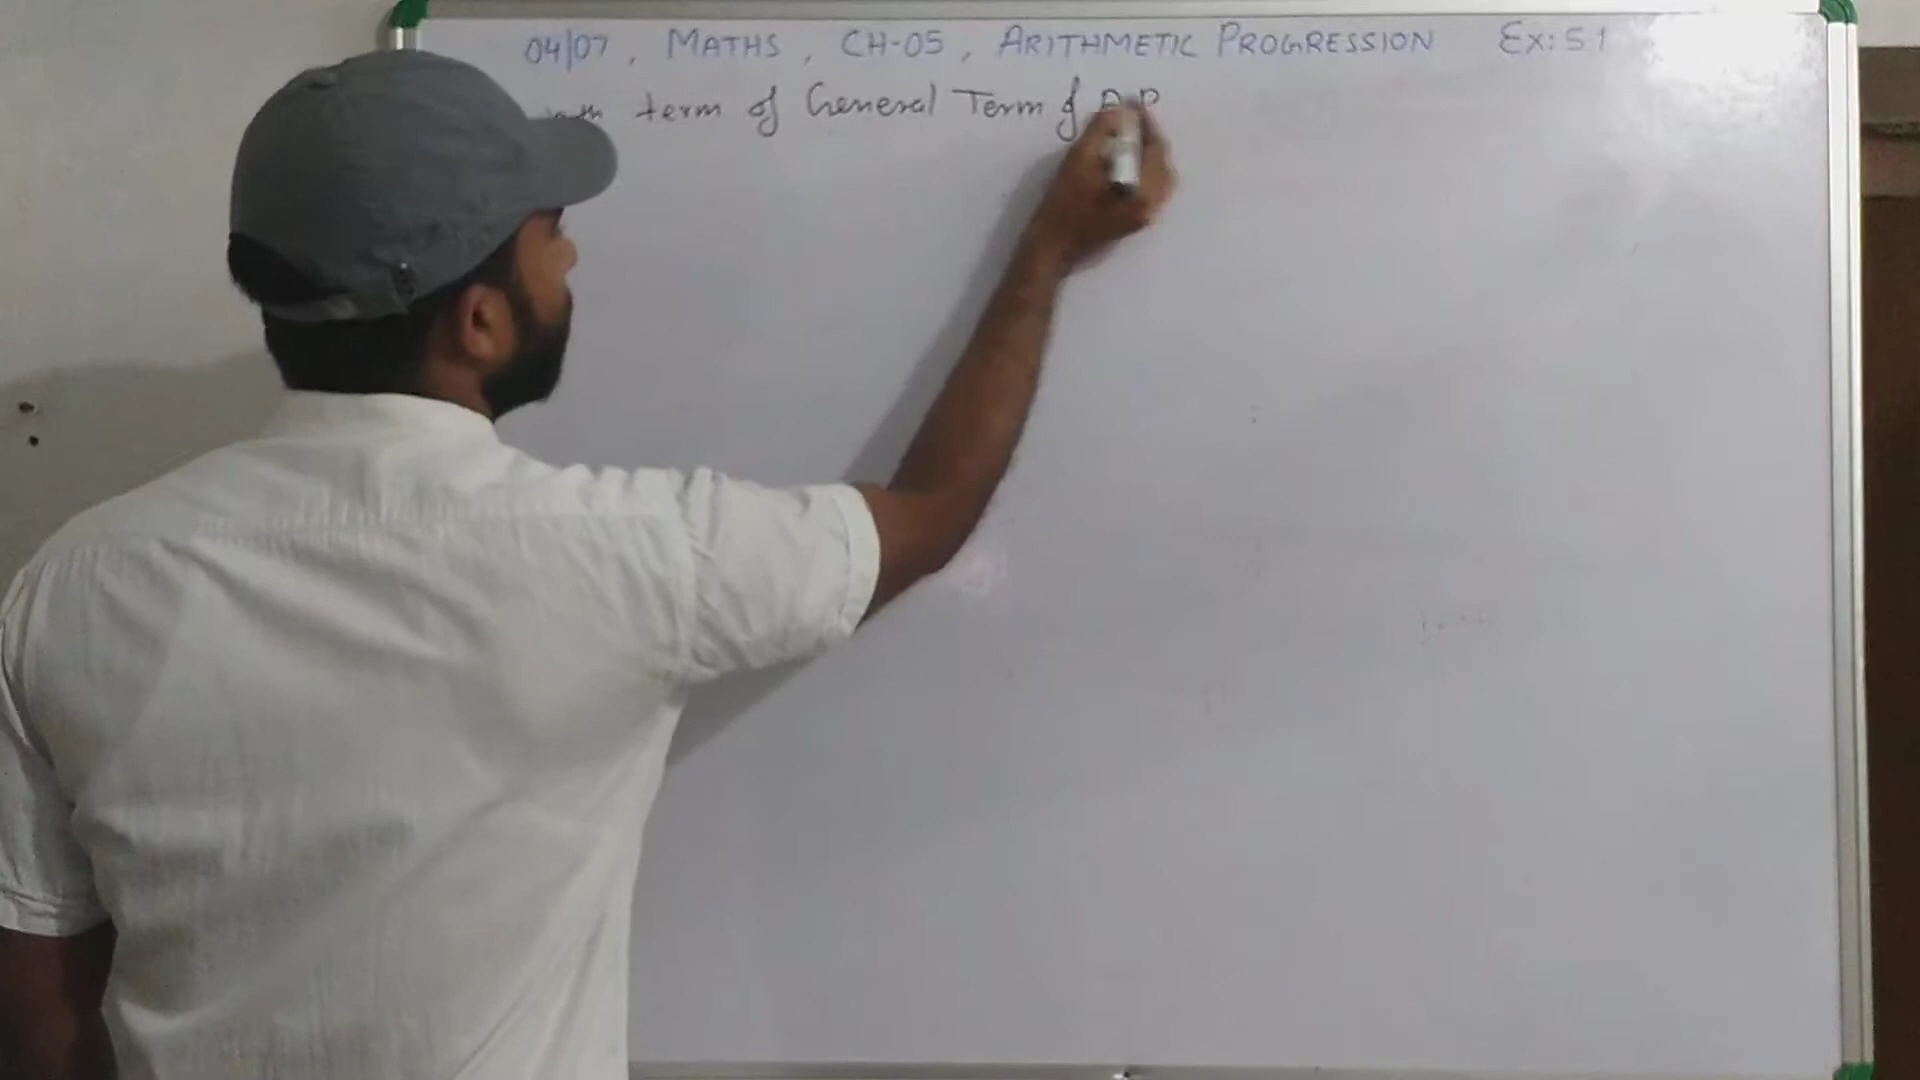 04/07, MATHS, CH-05, ARITHMETIC PROGRESSION Ex: 5.1
term of General Term of A.P